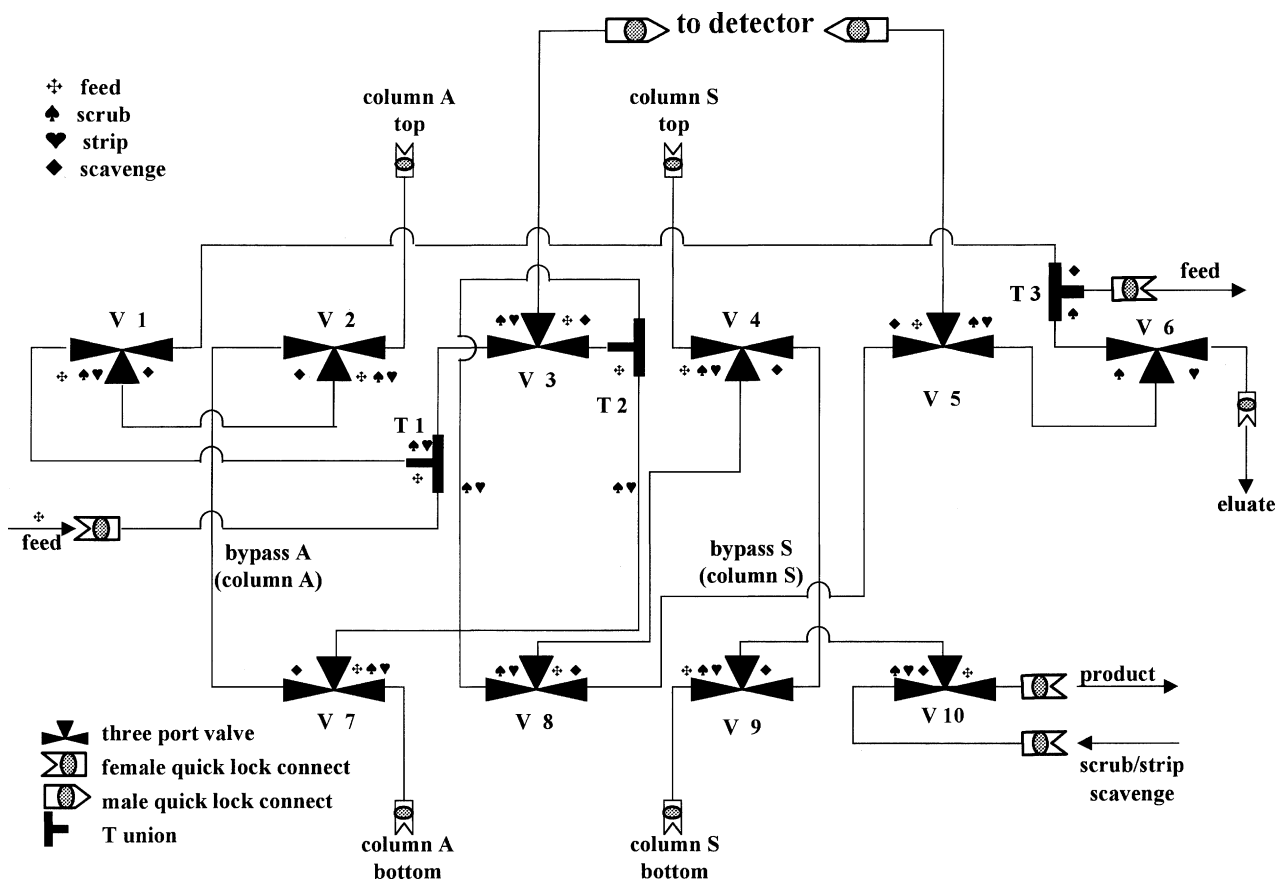 to detector
feed
scrub
strip
scavenge
column A
top
column S
top
T 3
feed
V 1
V 2
V 3
V 4
V 5
V 6
T 2
T 1
eluate
feed
bypass A
(column A)
bypass S
(column S)
product
V 7
V 8
V 9
V 10
scrub/strip
scavenge
three port valve
female quick lock connect
male quick lock connect
T union
column A
bottom
column S
bottom